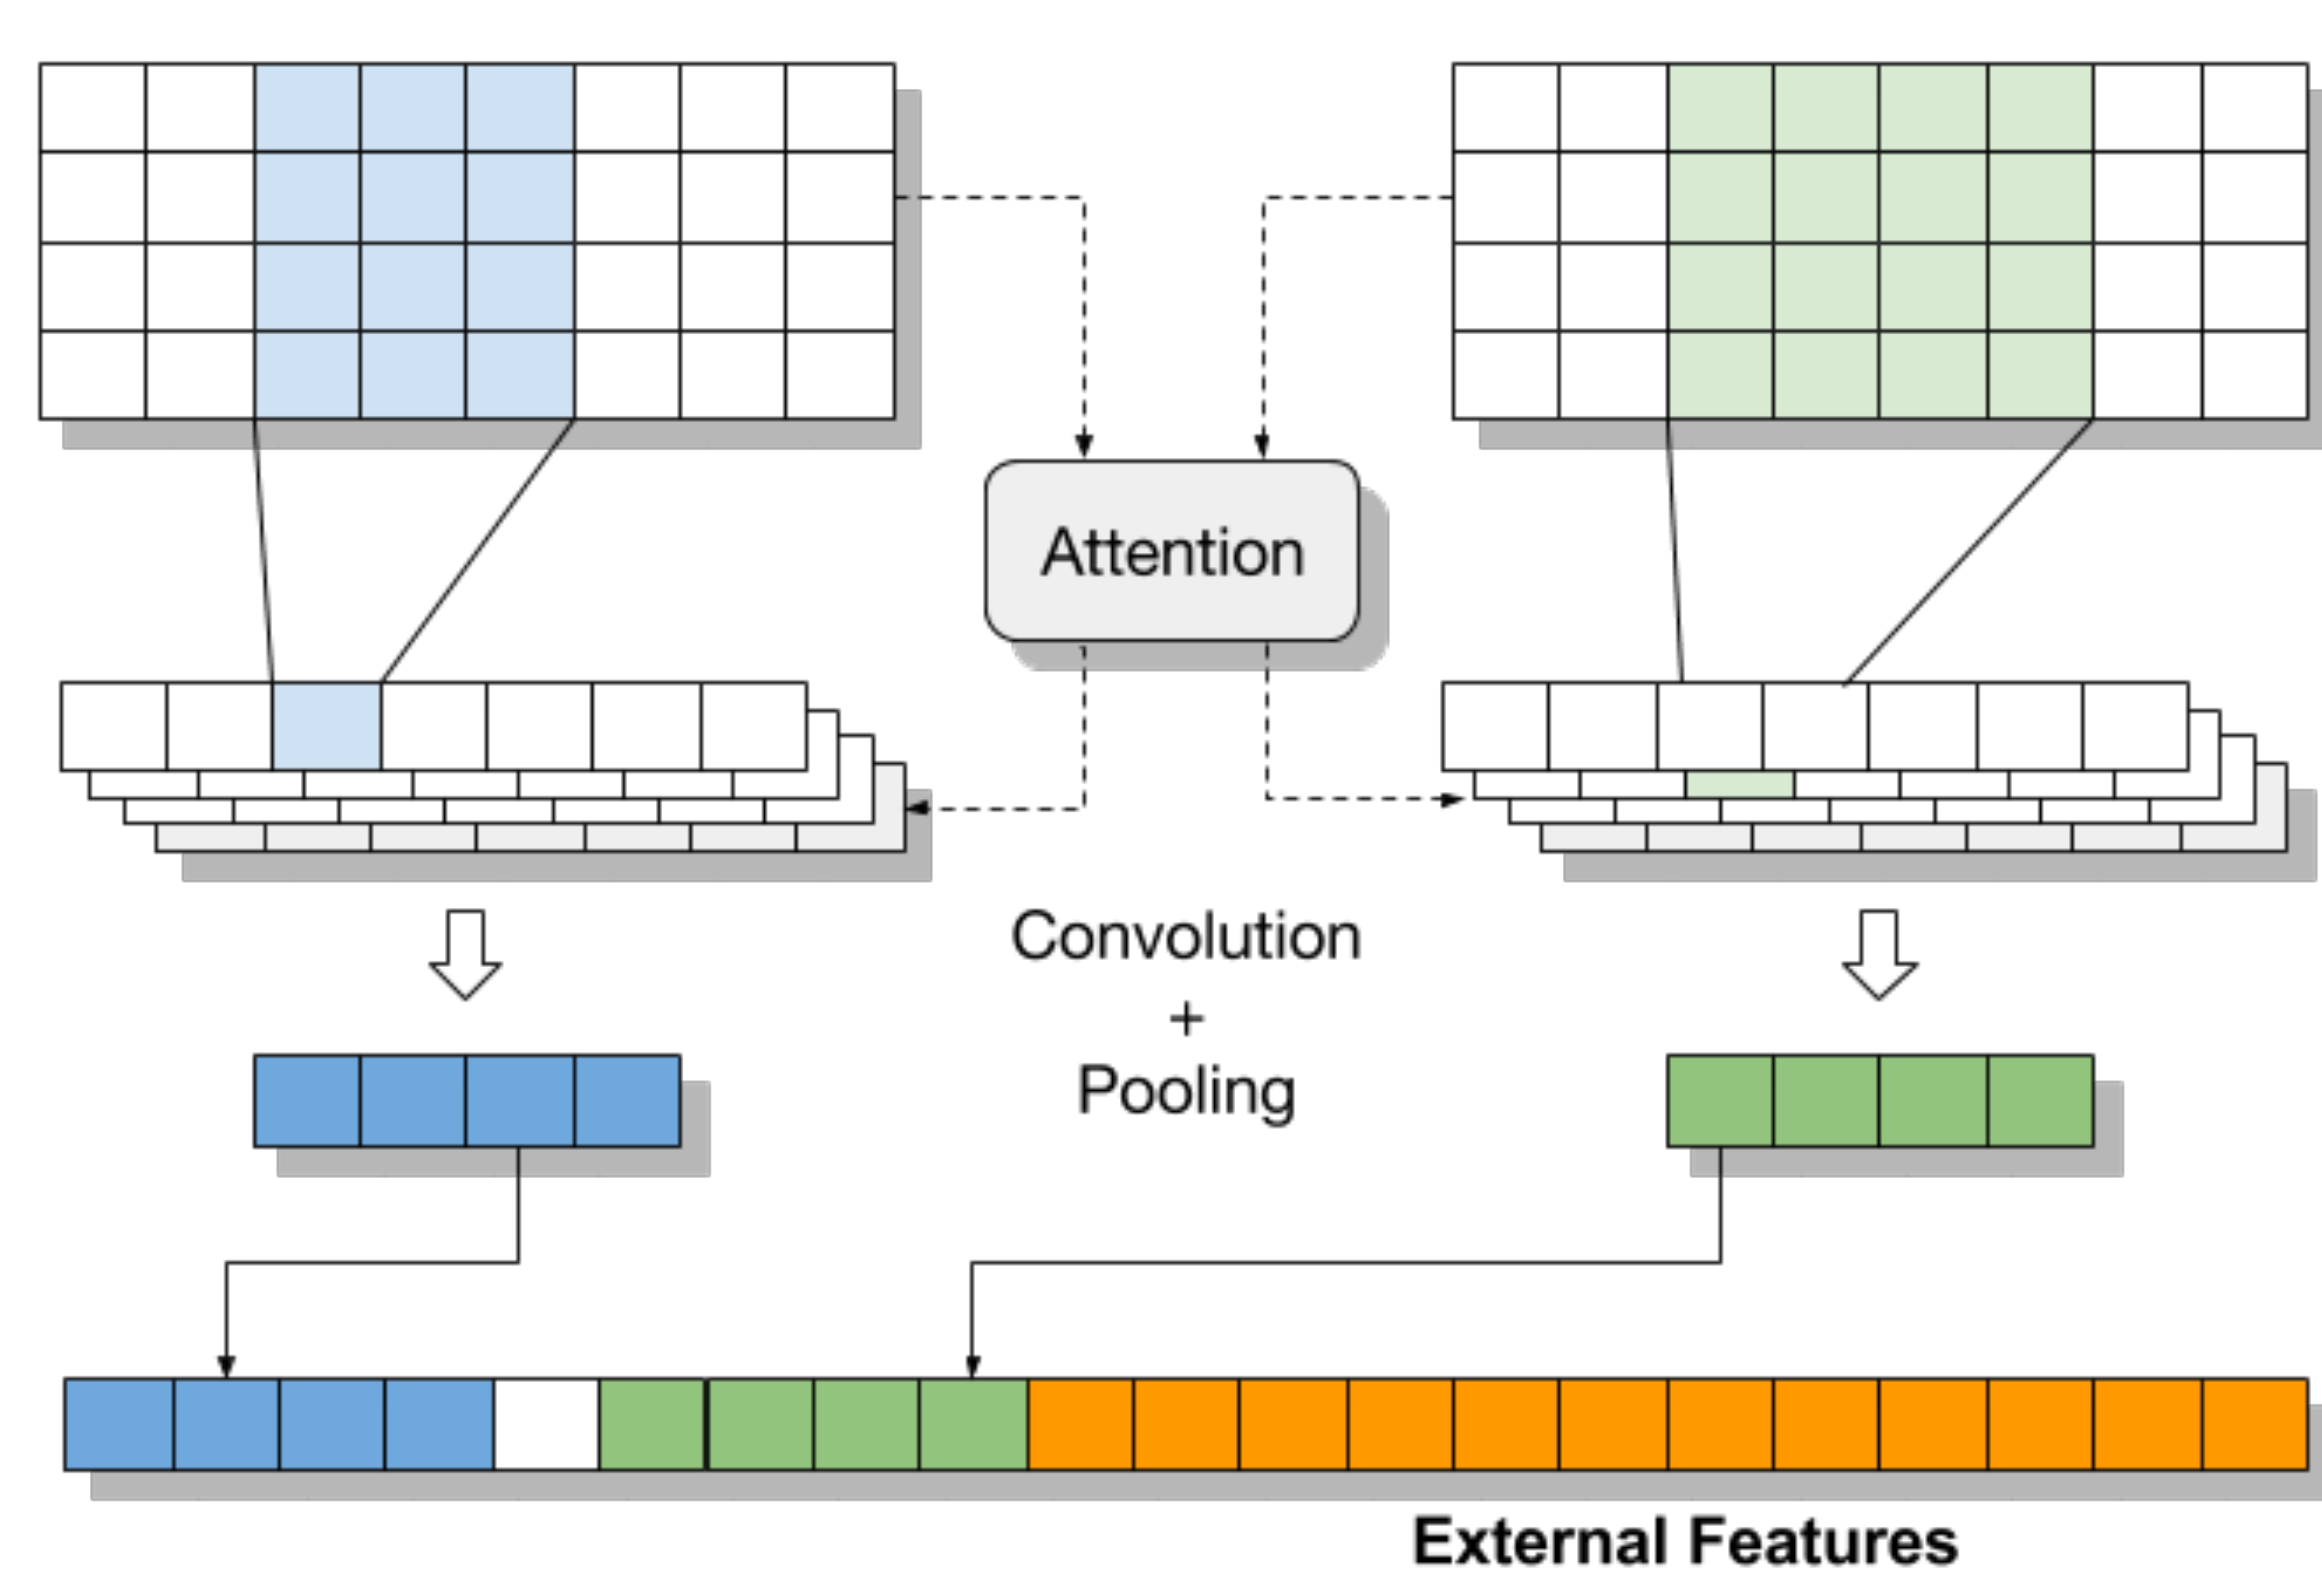 Attention
Convolution
+
Pooling
External Features